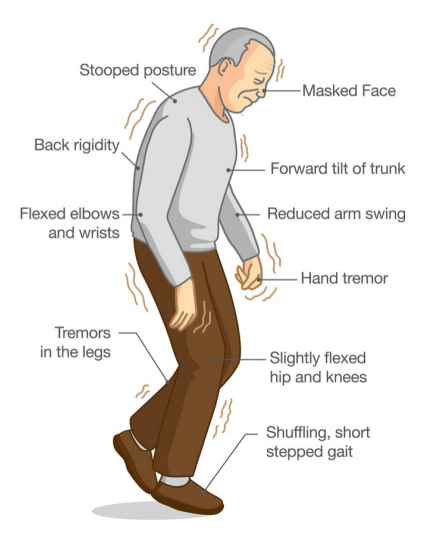 Stooped posture
Masked Face
Back rigidity
Forward tilt of trunk
Flexed elbows
and wrists
Reduced arm swing
Hand tremor
Tremors
in the legs
Slightly flexed
hip and knees
Shuffling, short
stepped gait